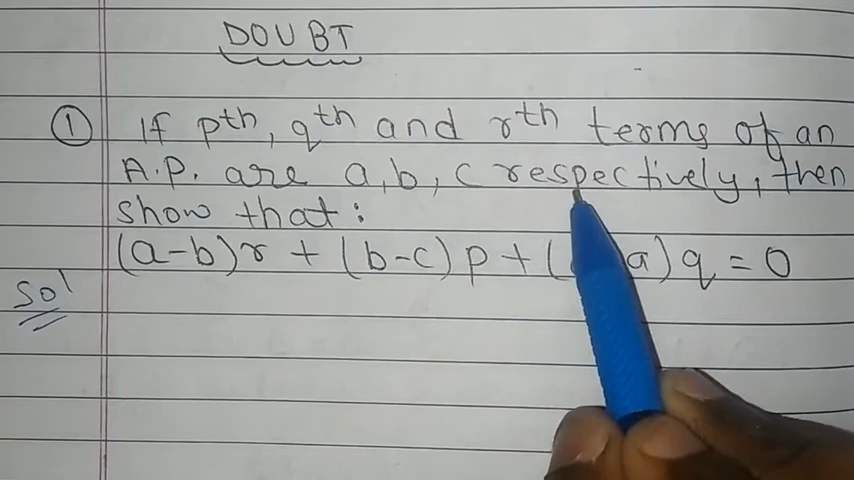 DOUBT
① If pth, qth and rth terms of an
A.P. are a, b, c respectively, then
show that:
(a-b)r + (b-c)p + ( a)q = 0
Sol